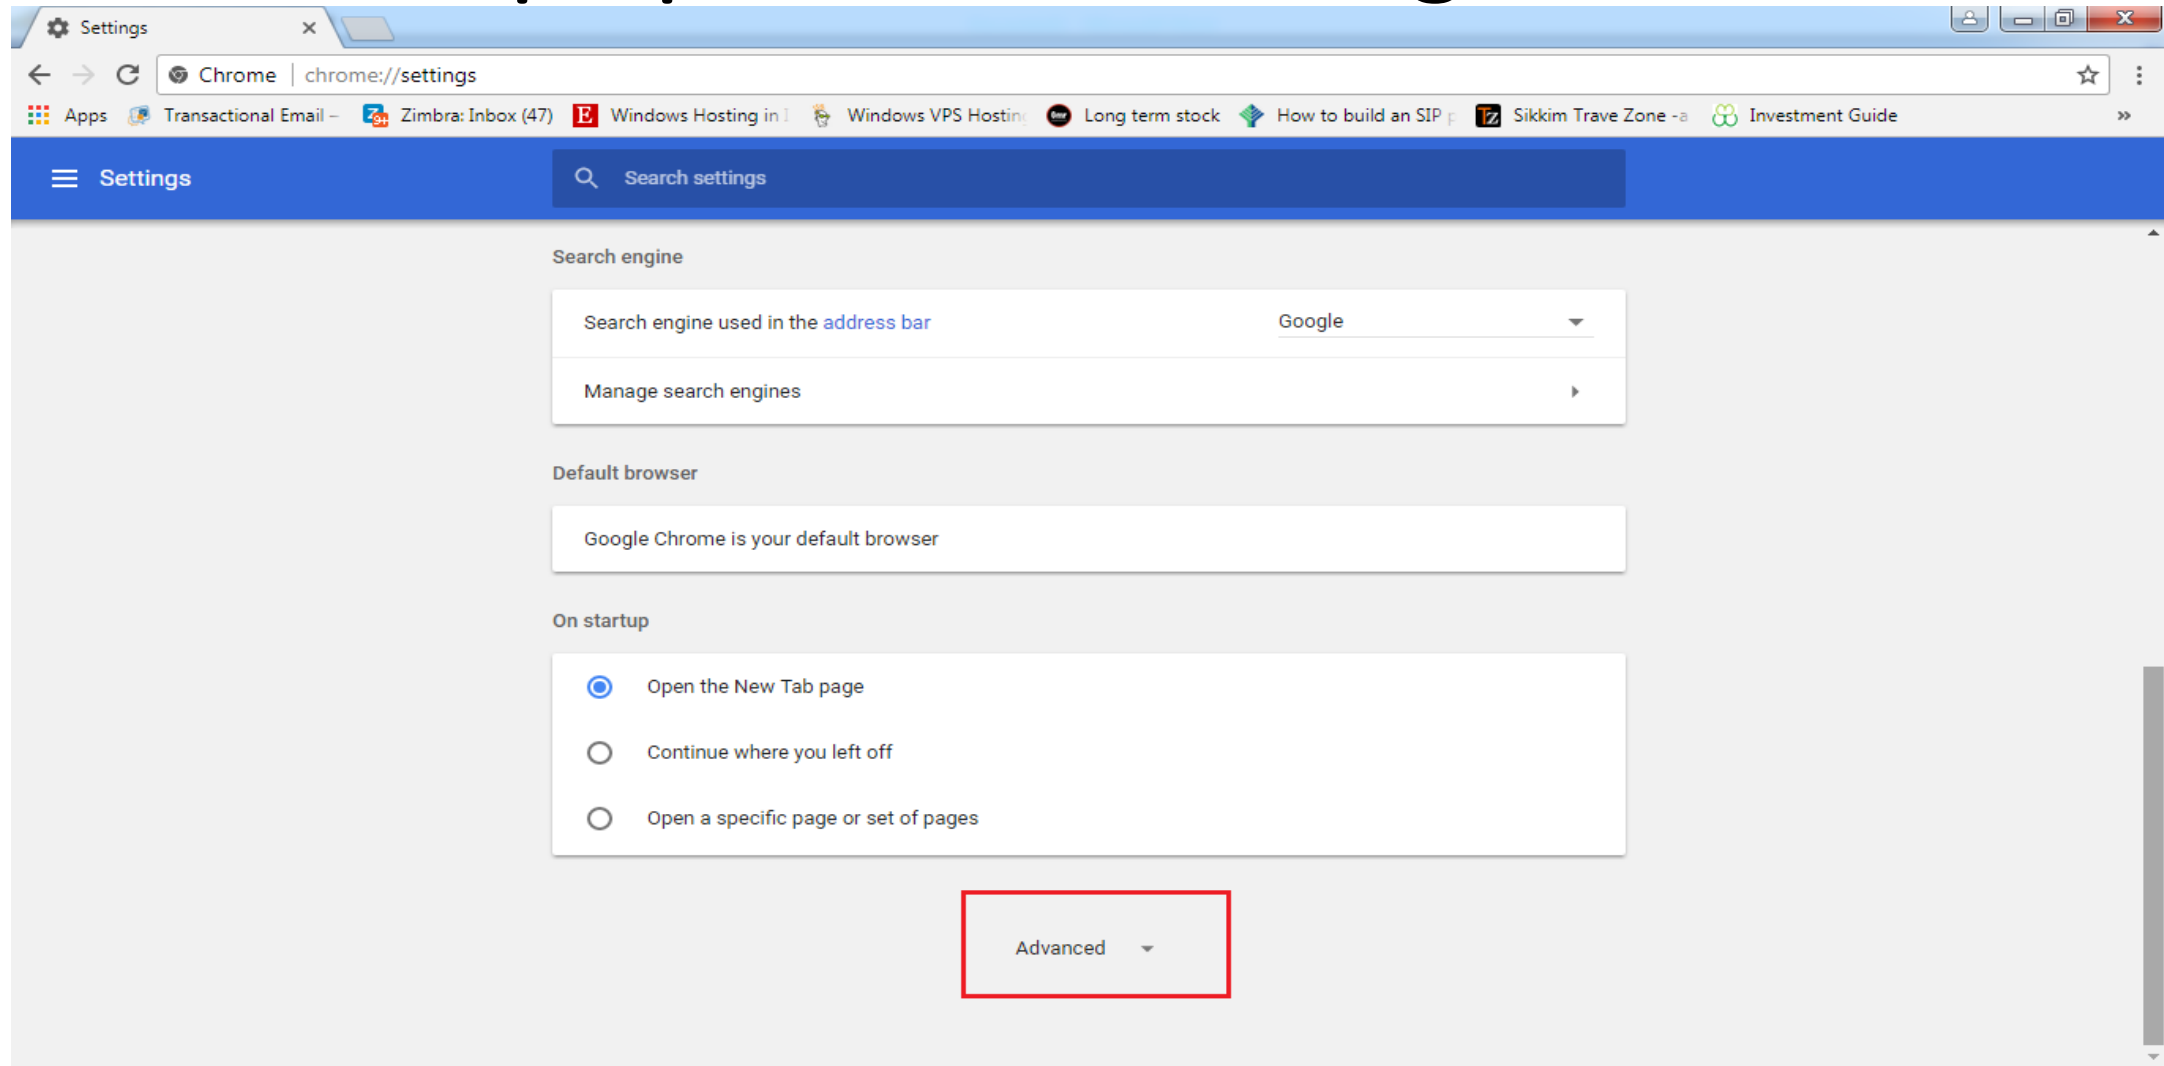 Settings
Chrome | chrome://settings
Apps Transactional Email – Zimbra: Inbox (47) Windows Hosting in Windows VPS Hosting Long term stock How to build an SIP Sikkim Trave Zone -a Investment Guide »
Settings Search settings
Search engine
Search engine used in the address bar Google
Manage search engines
Default browser
Google Chrome is your default browser
On startup
Open the New Tab page
Continue where you left off
Open a specific page or set of pages
Advanced